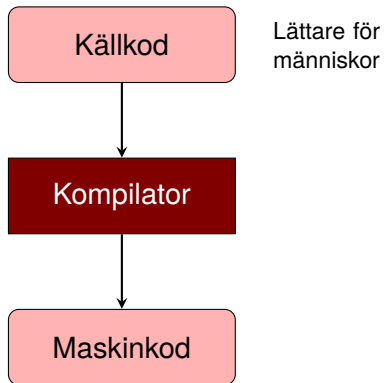 Källkod
Lättare för
människor
Kompilator
Maskinkod